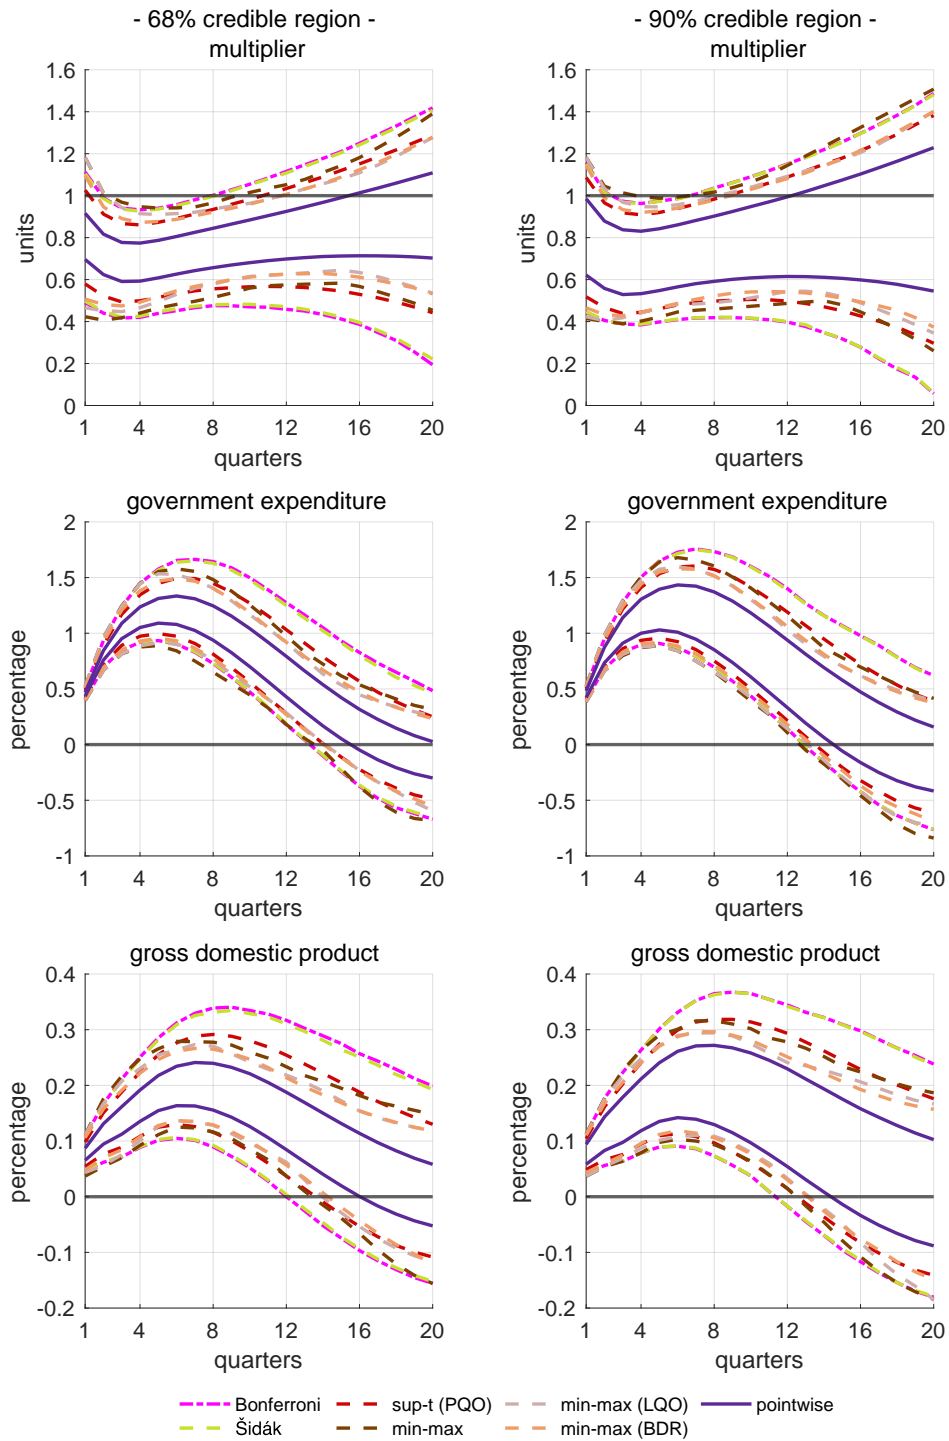 - 68% credible region -
multiplier
1.6
1.4
1.2
1
0.8
0.6
0.4
0.2
0
units
1 4 8 12 16 20
quarters
- 90% credible region -
multiplier
1.6
1.4
1.2
1
0.8
0.6
0.4
0.2
0
units
1 4 8 12 16 20
quarters
government expenditure
2
1.5
1
0.5
0
-0.5
-1
percentage
1 4 8 12 16 20
quarters
government expenditure
2
1.5
1
0.5
0
-0.5
-1
percentage
1 4 8 12 16 20
quarters
gross domestic product
0.4
0.3
0.2
0.1
0
-0.1
-0.2
percentage
1 4 8 12 16 20
quarters
gross domestic product
0.4
0.3
0.2
0.1
0
-0.1
-0.2
percentage
1 4 8 12 16 20
quarters
Bonferroni sup-t (PQO) min-max (LQO) pointwise
Šidák min-max min-max (BDR)